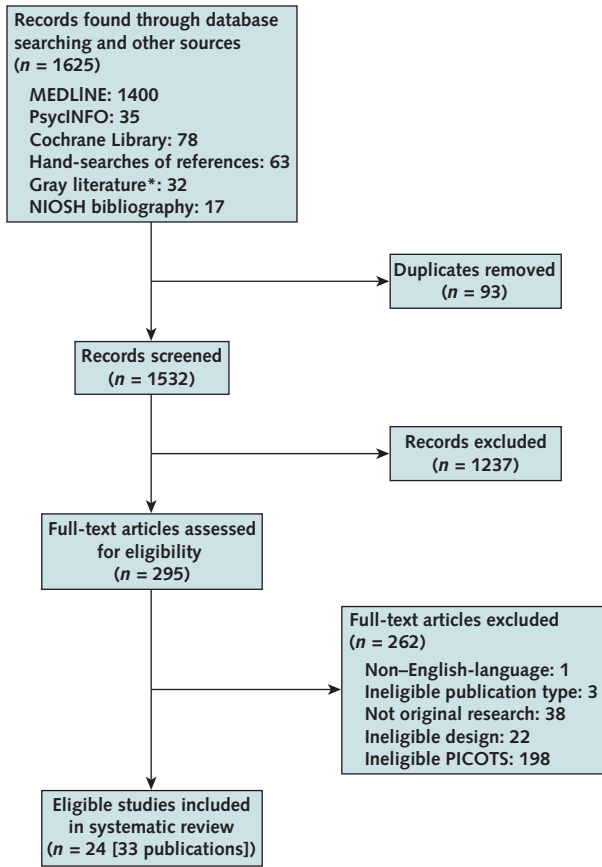 Records found through database
searching and other sources
(n = 1625)
MEDLINE: 1400
PsycINFO: 35
Cochrane Library: 78
Hand-searches of references: 63
Gray literature*: 32
NIOSH bibliography: 17
Duplicates removed
(n = 93)
Records screened
(n = 1532)
Records excluded
(n = 1237)
Full-text articles assessed
for eligibility
(n = 295)
Full-text articles excluded
(n = 262)
Non–English-language: 1
Ineligible publication type: 3
Not original research: 38
Ineligible design: 22
Ineligible PICOTS: 198
Eligible studies included
in systematic review
(n = 24 [33 publications])